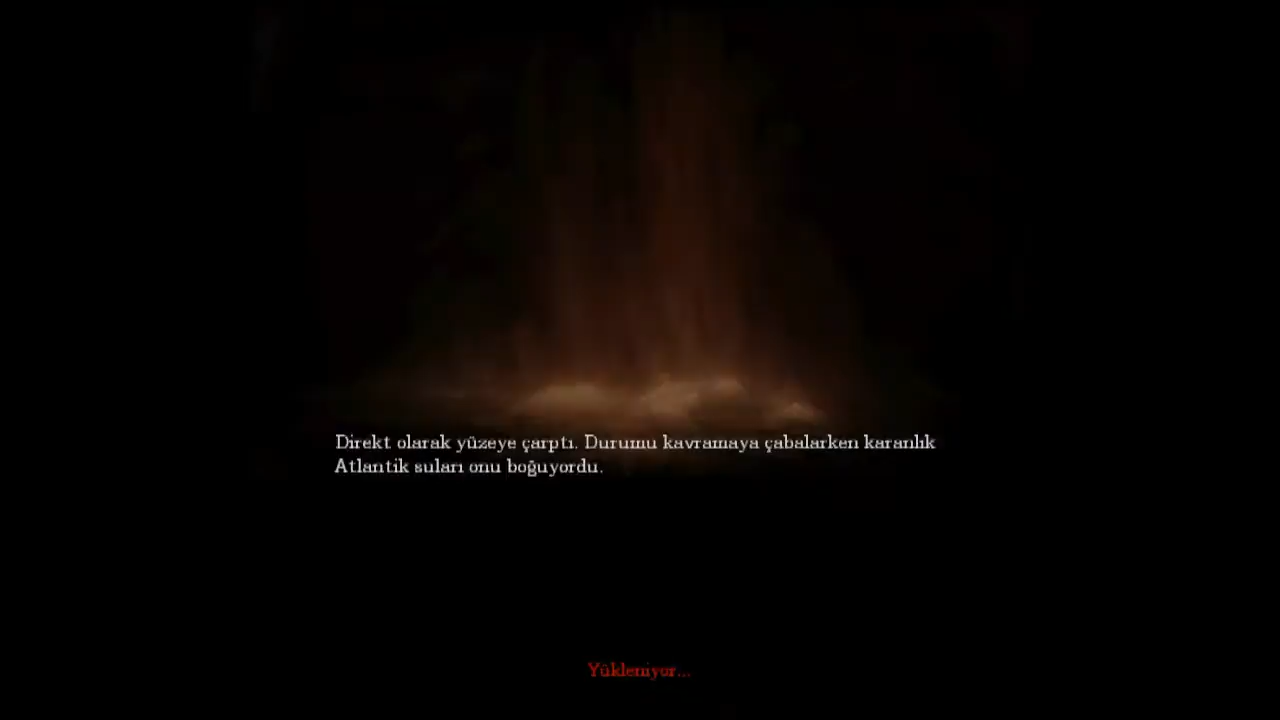 Direkt olarak yüzeye çarptı. Durumu kavramaya çabalarken karanlık
Atlantik suları onu boğuyordu.
Yükleniyor...